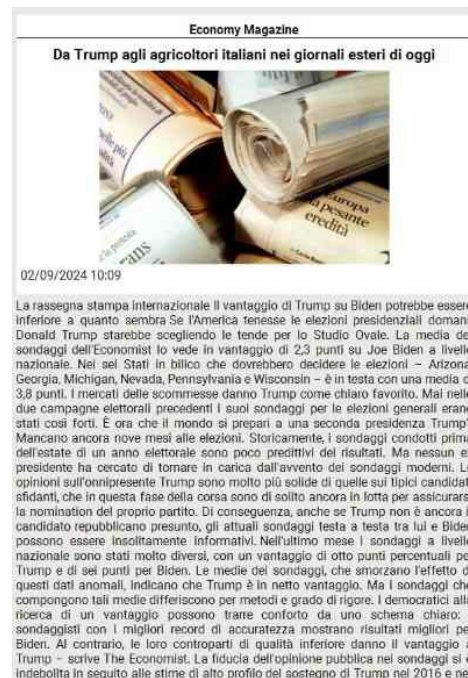 Economy Magazine
Da Trump agli agricoltori italiani nei giornali esteri di oggi
Europa
la pesante
eredità
02/09/2024 10:09
La rassegna stampa internazionale Il vantaggio di Trump su Biden potrebbe essere
inferiore a quanto sembra Se l'America tenesse le elezioni presidenziali domani
Donald Trump starebbe scegliendo le tende per lo Studio Ovale. La media dei
sondaggi dell'Economist lo vede in vantaggio di 2,3 punti su Joe Biden a livello
nazionale. Nei sei Stati in bilico che dovrebbero decidere le elezioni – Arizona,
Georgia, Michigan, Nevada, Pennsylvania e Wisconsin – è in testa con una media di
3,8 punti. I mercati delle scommesse danno Trump come chiaro favorito. Mai nelle
due campagne elettorali precedenti i suoi sondaggi per le elezioni generali erano
stati così forti. È ora che il mondo si prepari a una seconda presidenza Trump?
Mancano ancora nove mesi alle elezioni. Storicamente, i sondaggi condotti prima
dell'estate di un anno elettorale sono poco predittivi dei risultati. Ma nessun ex
presidente ha cercato di tornare in carica dall'avvento dei sondaggi moderni. Le
opinioni sull'onnipresente Trump sono molto più solide di quelle sui tipici candidati
sfidanti, che in questa fase della corsa sono di solito ancora in lotta per assicurarsi
la nomination del proprio partito. Di conseguenza, anche se Trump non è ancora il
candidato repubblicano presunto, gli attuali sondaggi testa a testa tra lui e Biden
possono essere insolitamente informativi. Nell'ultimo mese i sondaggi a livello
nazionale sono stati molto diversi, con un vantaggio di otto punti percentuali per
Trump e di sei punti per Biden. Le medie dei sondaggi, che smorzano l'effetto di
questi dati anomali, indicano che Trump è in netto vantaggio. Ma i sondaggi che
compongono tali medie differiscono per metodi e grado di rigore. I democratici alla
ricerca di un vantaggio possono trarre conforto da uno schema chiaro: i
sondaggisti con i migliori record di accuratezza mostrano risultati migliori per
Biden. Al contrario, le loro controparti di qualità inferiore danno il vantaggio a
Trump – scrive The Economist. La fiducia dell'opinione pubblica nei sondaggi si è
indebolita in seguito alle stime di alto profilo del sostegno di Trump nel 2016 e nel